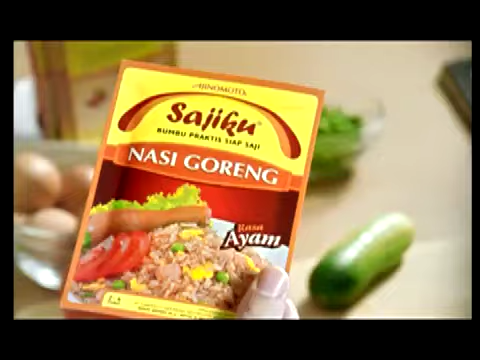 AJINOMOTO
Sajiku®
BUMBU PRAKTIS SIAP SAJI
NASI GORENG
Rasa
Ayam